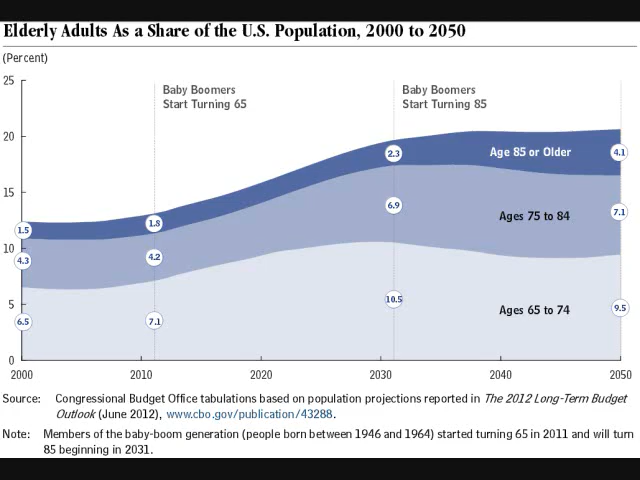 Elderly Adults As a Share of the U.S. Population, 2000 to 2050
(Percent)
25
Baby Boomers
Start Turning 65
Baby Boomers
Start Turning 85
20
2.3
Age 85 or Older
4.1
15
6.9
Ages 75 to 84
7.1
1.5
1.8
10
4.3
4.2
10.5
Ages 65 to 74
9.5
5
6.5
7.1
0
2000
2010
2020
2030
2040
2050
Source: Congressional Budget Office tabulations based on population projections reported in The 2012 Long-Term Budget
Outlook (June 2012), www.cbo.gov/publication/43288.
Note: Members of the baby-boom generation (people born between 1946 and 1964) started turning 65 in 2011 and will turn
85 beginning in 2031.